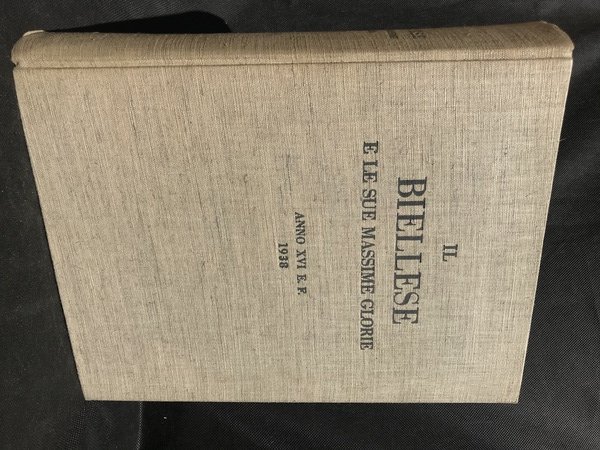 IL
BIELLESE
E LE SUE MASSIME GLORIE
ANNO XVI E. F.
1938